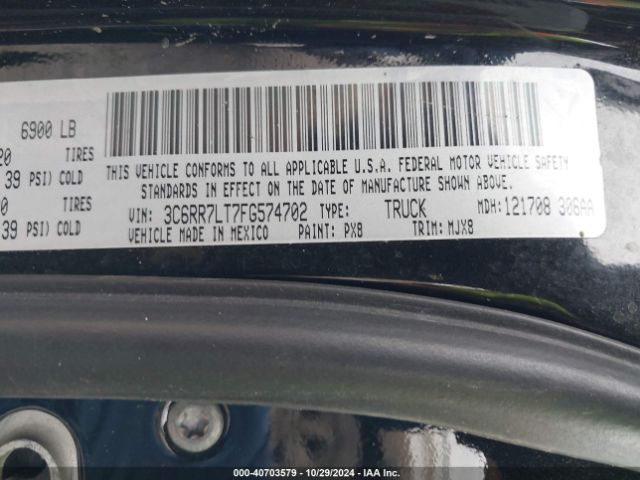 6900 LB
20 TIRES
39 PSI) COLD
0 TIRES
39 PSI) COLD
THIS VEHICLE CONFORMS TO ALL APPLICABLE U.S.A. FEDERAL MOTOR VEHICLE SAFETY
STANDARDS IN EFFECT ON THE DATE OF MANUFACTURE SHOWN ABOVE.
VIN: 3C6RR7LT7FG574702 TYPE: TRUCK MDH: 121708 306AA
VEHICLE MADE IN MEXICO PAINT: PX8 TRIM: MJX8
000-40703579 | 10/29/2024 | IAA Inc.